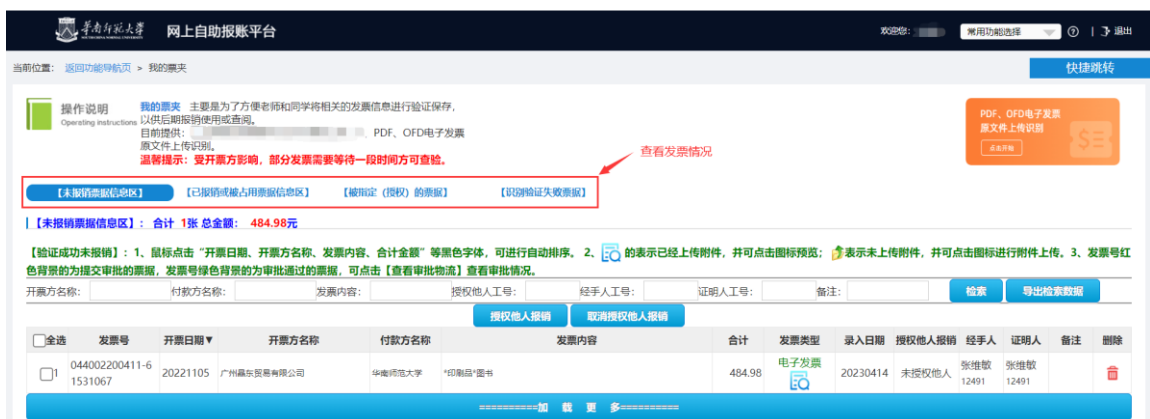 华南师范大学 网上自助报账平台 欢迎您: 常用功能选择 ? | 退出
当前位置: 返回功能导航页 > 我的票夹 快捷跳转
操作说明
Operating instructions
我的票夹 主要是为了方便老师和同学将相关的发票信息进行验证保存,
以供后期报销使用或查阅。
目前提供: PDF、OFD电子发票
原文件上传识别。
温馨提示: 受开票方影响, 部分发票需要等待一段时间方可查验。
PDF、OFD电子发票
原文件上传识别
点击开始
查看发票情况
【未报销票据信息区】 【已报销或被占用票据信息区】 【被指定 (授权) 的票据】 【识别验证失败票据】
【未报销票据信息区】: 合计 1张 总金额: 484.98元
【验证成功未报销】: 1、鼠标点击 “开票日期、开票方名称、发票内容、合计金额” 等黑色字体, 可进行自动排序。 2、 的表示已经上传附件, 并可点击图标预览; 表示未上传附件, 并可点击图标进行附件上传。3、发票号红
色背景的为提交审批的票据, 发票号绿色背景的为审批通过的票据, 可点击【查看审批物流】查看审批情况。
开票方名称: 付款方名称: 发票内容: 授权他人工号: 经手人工号: 证明人工号: 备注: 检索 导出检索数据
授权他人报销 取消授权他人报销
全选 发票号 开票日期▼ 开票方名称 付款方名称 发票内容 合计 发票类型 录入日期 授权他人报销 经手人 证明人 备注 删除
1 044002200411-6
1531067
20221105 广州晶东贸易有限公司 华南师范大学 *印刷品*图书 484.98 电子发票 20230414 未授权他人 张维敏
12491
张维敏
12491
==========加 载 更 多==========